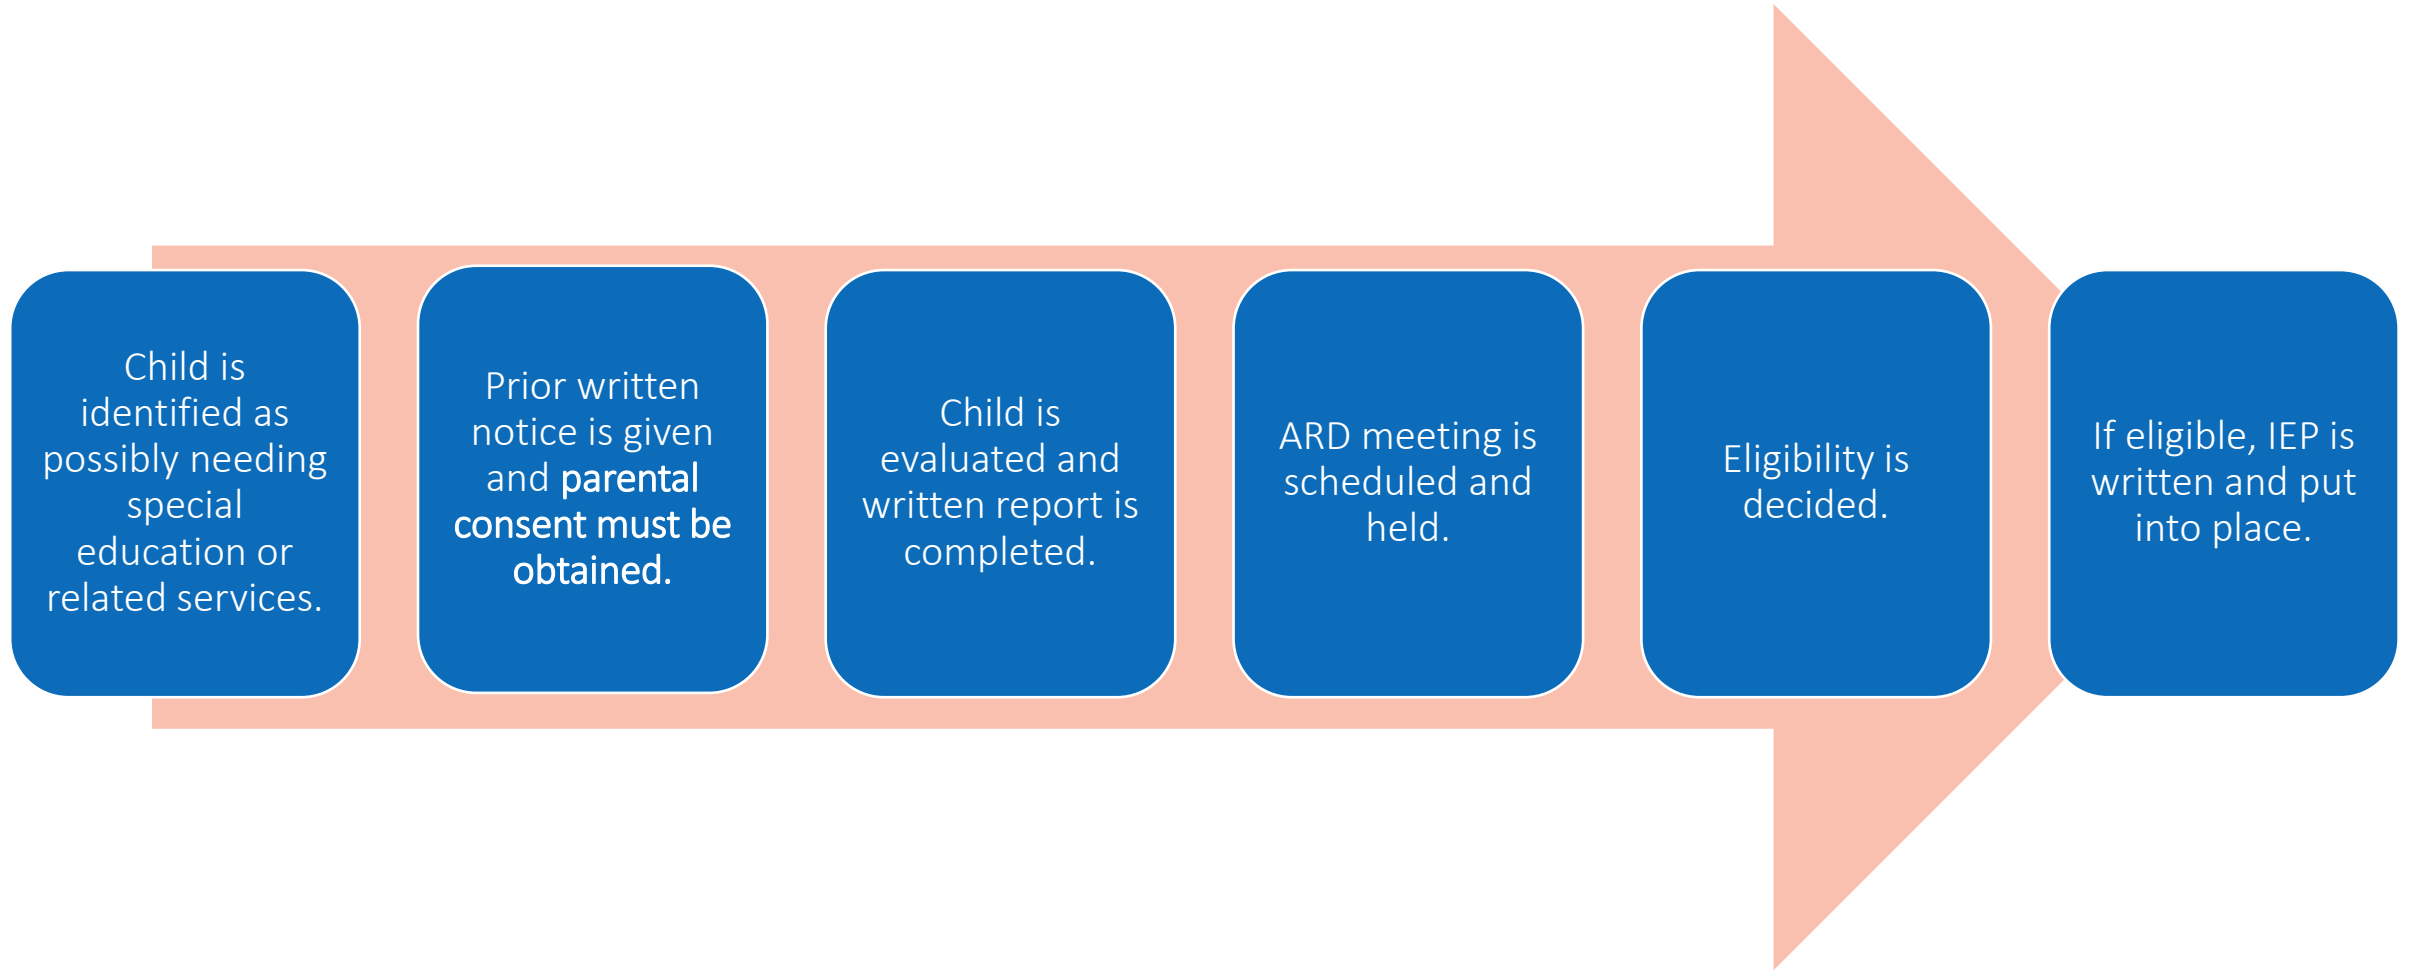 Child is
identified as
possibly needing
special
education or
related services.
Prior written
notice is given
and parental
consent must be
obtained.
Child is
evaluated and
written report is
completed.
ARD meeting is
scheduled and
held.
Eligibility is
decided.
If eligible, IEP is
written and put
into place.